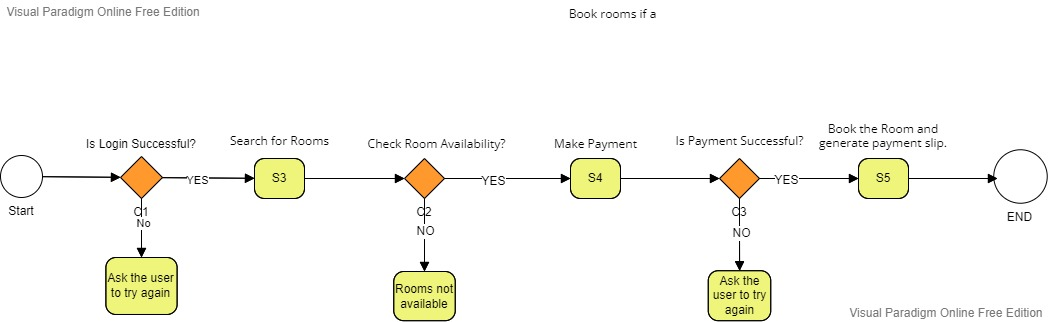 Visual Paradigm Online Free Edition
Book rooms if a
Is Login Successful?
Search for Rooms
Check Room Availability?
Make Payment
Is Payment Successful?
Book the Room and
generate payment slip.
YES
S3
YES
S4
YES
S5
Start
C1
No
C2
NO
C3
NO
END
Ask the user
to try again
Rooms not
available
Ask the
user to try
again
Visual Paradigm Online Free Edition